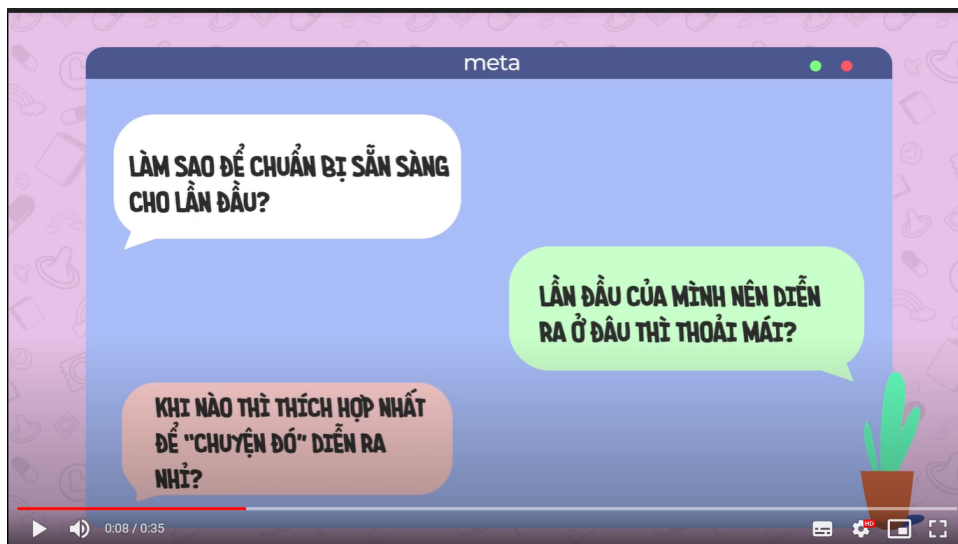 meta
LÀM SAO ĐỂ CHUẨN BỊ SẴN SÀNG
CHO LẦN ĐẦU?
LẦN ĐẦU CỦA MÌNH NÊN DIỄN
RA Ở ĐÂU THÌ THOẢI MÁI?
KHI NÀO THÌ THÍCH HỢP NHẤT
ĐỂ "CHUYỆN ĐÓ" DIỄN RA
NHỈ?
0:08 / 0:35
HD